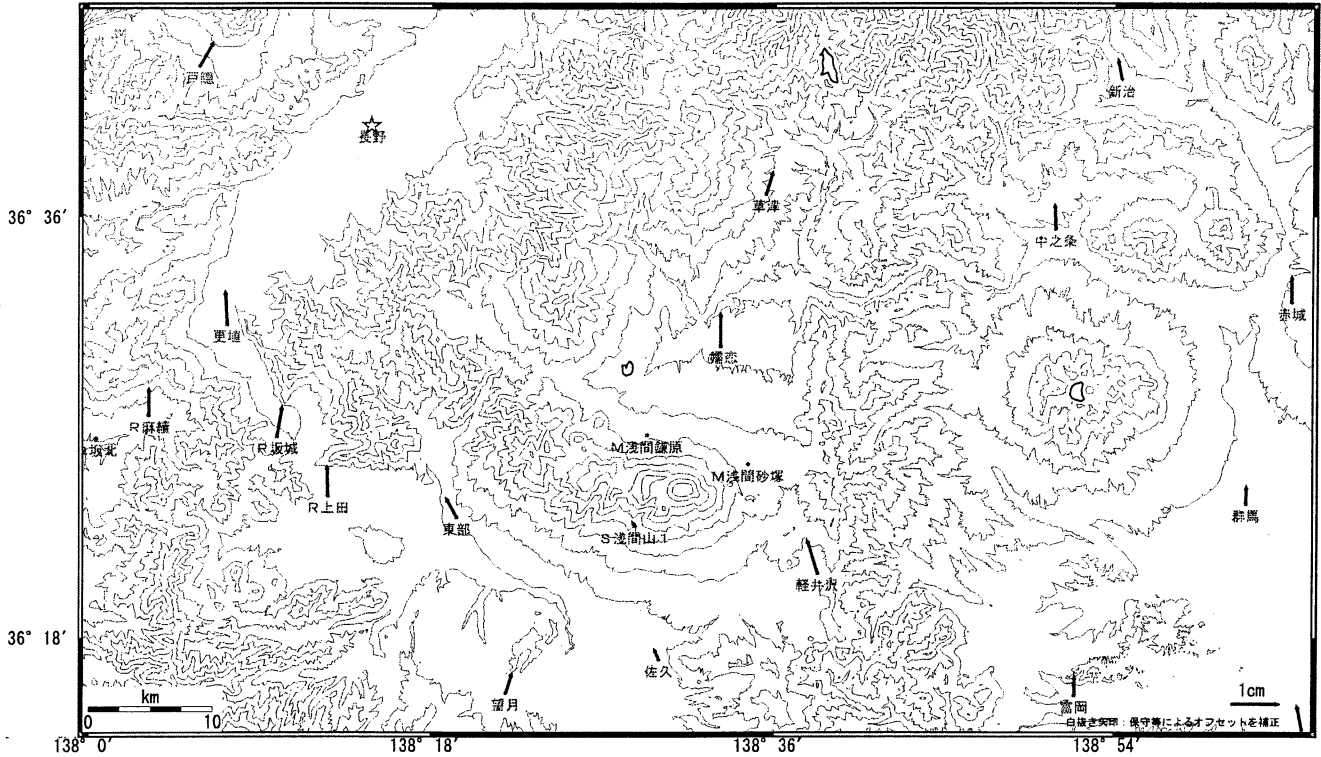 戸隠
長野
新治
36° 36'
草津
中之条
更埴
嬬恋
赤城
R麻績
R坂城
坂北
M浅間鎌原
M浅間砂塚
R上田
東部
S浅間山1
群馬
軽井沢
36° 18'
佐久
望月
富岡
km
0 10
1cm
白抜き矢印：保守等によるオフセットを補正
138° 0'
138° 18'
138° 36'
138° 54'